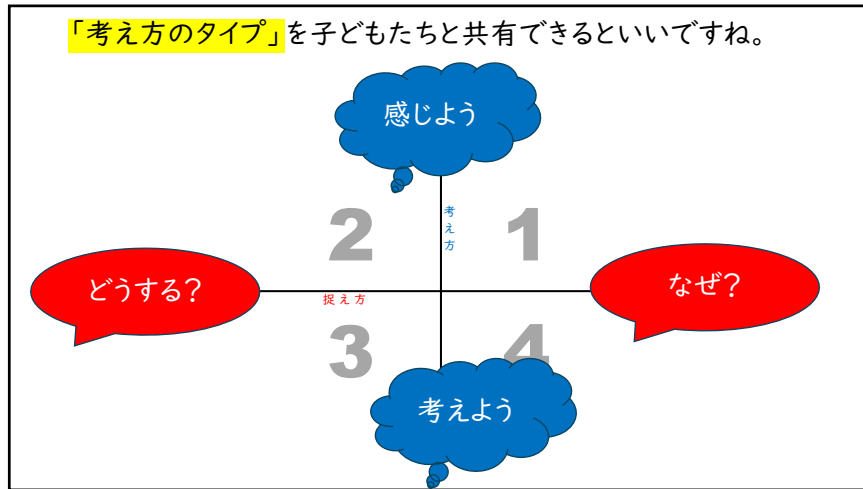 「考え方のタイプ」を子どもたちと共有できるといいですね。
感じよう
2
考え方
1
どうする?
捉え方
なぜ?
3
4
考えよう